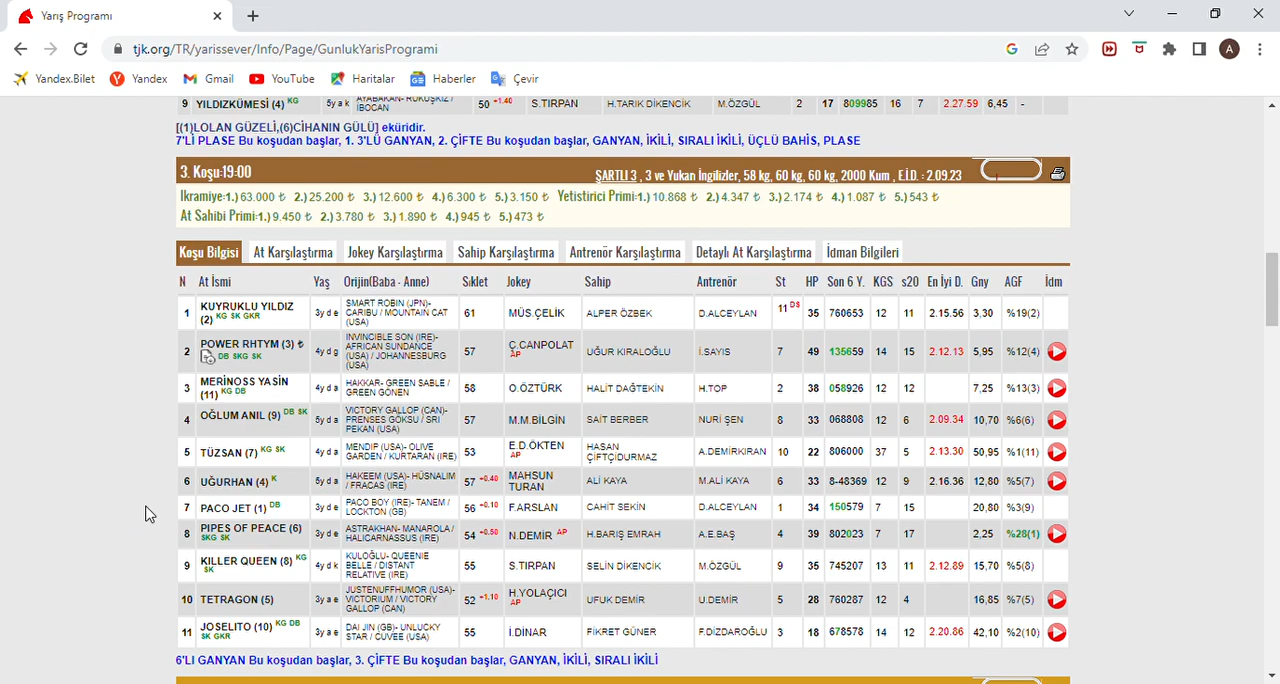 Yarış Programı
tjk.org/TR/yarissever/Info/Page/GunlukYarisProgrami
A
Yandex.Bilet Yandex Gmail YouTube Haritalar Haberler Çevir
9 YILDIZKÜMESİ (4) KG 5y a k AYABAKAN- RUKUŞKIZ / İBOCAN 50 +1.40 S.TIRPAN H.TARIK DİKENCİK M.ÖZGÜL 2 17 809985 16 7 2.27.59 6,45 -
[(1)LOLAN GÜZELİ,(6)CİHANIN GÜLÜ] eküridir.
7'Lİ PLASE Bu koşudan başlar, 1. 3'LÜ GANYAN, 2. ÇİFTE Bu koşudan başlar, GANYAN, İKİLİ, SIRALI İKİLİ, ÜÇLÜ BAHİS, PLASE
3. Koşu:19:00 ŞARTLI 3 , 3 ve Yukarı İngilizler, 58 kg, 60 kg, 60 kg, 2000 Kum , E.İ.D. : 2.09.23
İkramiye:1.) 63.000 ₺ 2.) 25.200 ₺ 3.) 12.600 ₺ 4.) 6.300 ₺ 5.) 3.150 ₺ Yetistirici Primi:1.) 10.868 ₺ 2.) 4.347 ₺ 3.) 2.174 ₺ 4.) 1.087 ₺ 5.) 543 ₺
At Sahibi Primi:1.) 9.450 ₺ 2.) 3.780 ₺ 3.) 1.890 ₺ 4.) 945 ₺ 5.) 473 ₺
Koşu Bilgisi At Karşılaştırma Jokey Karşılaştırma Sahip Karşılaştırma Antrenör Karşılaştırma Detaylı At Karşılaştırma İdman Bilgileri
N At İsmi Yaş Orijin(Baba - Anne) Sıklet Jokey Sahip Antrenör St HP Son 6 Y. KGS s20 En İyi D. Gny AGF İdm
1 KUYRUKLU YILDIZ (2) KG SK GKR 3y d e SMART ROBIN (JPN)- CARIBU / MOUNTAIN CAT (USA) 61 MÜS.ÇELİK ALPER ÖZBEK D.ALCEYLAN 11 DS 35 760653 12 11 2.15.56 3,30 %19(2)
2 POWER RHTYM (3) ₺ DB SKG SK 4y d g INVINCIBLE SON (IRE)- AFRICAN SUNDANCE (USA) / JOHANNESBURG (USA) 57 Ç.CANPOLAT AP UĞUR KIRALOĞLU İ.SAYIS 7 49 135659 14 15 2.12.13 5,95 %12(4)
3 MERİNOSS YASİN (11) KG DB 4y d a HAKKAR- GREEN SABLE / GREEN GÖNEN 58 O.ÖZTÜRK HALİT DAĞTEKİN H.TOP 2 38 058926 12 12 7,25 %13(3)
4 OĞLUM ANIL (9) DB SK 5y d a VICTORY GALLOP (CAN)- PRENSES GÖKSU / SRI PEKAN (USA) 57 M.M.BİLGİN SAİT BERBER NURİ ŞEN 8 33 068808 12 6 2.09.34 10,70 %6(6)
5 TÜZSAN (7) KG SK 4y d a MENDIP (USA)- OLIVE GARDEN / KURTARAN (IRE) 53 E.D.ÖKTEN AP HASAN ÇİFTÇİDURMAZ A.DEMİRKIRAN 10 22 806000 37 5 2.13.30 50,95 %1(11)
6 UĞURHAN (4) K 5y d a HAKEEM (USA)- HÜSNALIM / FRACAS (IRE) 57 +0.40 MAHSUN TURAN ALİ KAYA M.ALİ KAYA 6 33 8-48369 12 9 2.16.36 12,80 %5(7)
7 PACO JET (1) DB 3y d e PACO BOY (IRE)- TANEM / LOCKTON (GB) 56 +0.10 F.ARSLAN CAHİT SEKİN D.ALCEYLAN 1 34 150579 7 15 20,80 %3(9)
8 PIPES OF PEACE (6) SKG SK 3y d e ASTRAKHAN- MANAROLA / HALICARNASSUS (IRE) 54 +0.50 N.DEMİR AP H.BARIŞ EMRAH A.E.BAŞ 4 39 802023 7 17 2,25 %28(1)
9 KILLER QUEEN (8) KG SK 4y d k KULOĞLU- QUEENIE BELLE / DISTANT RELATIVE (IRE) 55 S.TIRPAN SELİN DİKENCİK M.ÖZGÜL 9 35 745207 13 11 2.12.89 15,70 %5(8)
10 TETRAGON (5) 3y a e JUSTENUFFHUMOR (USA)- VICTORIUM / VICTORY GALLOP (CAN) 52 +1.10 H.YOLAÇICI AP UFUK DEMİR U.DEMİR 5 28 760287 12 4 16,85 %7(5)
11 JOSELITO (10) KG DB SK GKR 3y a e DAI JIN (GB)- UNLUCKY STAR / CUVEE (USA) 55 İ.DİNAR FİKRET GÜNER F.DİZDAROĞLU 3 18 678578 14 12 2.20.86 42,10 %2(10)
6'LI GANYAN Bu koşudan başlar, 3. ÇİFTE Bu koşudan başlar, GANYAN, İKİLİ, SIRALI İKİLİ